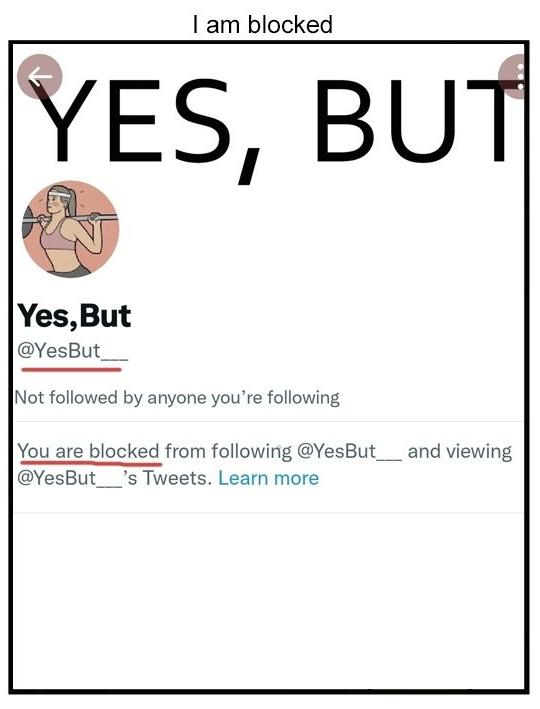 I am blocked
YES, BUT
Yes,But
@YesBut___
Not followed by anyone you’re following
You are blocked from following @YesBut___ and viewing
@YesBut___’s Tweets. Learn more